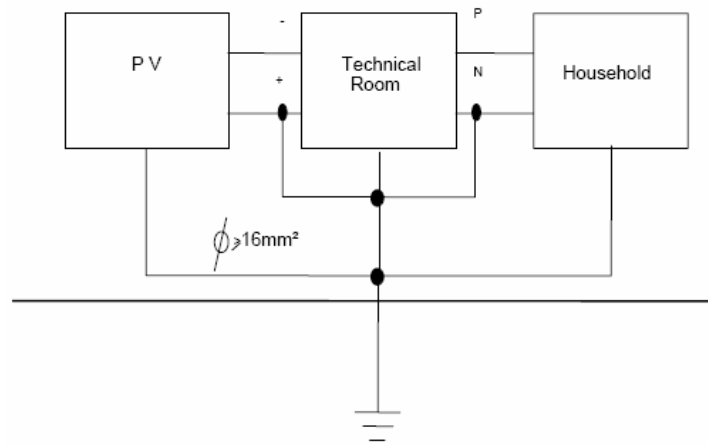 - P
P V Technical Room Household
+ N
⌀ ≥16mm²